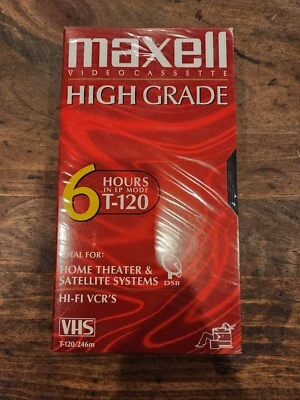 maxell
VIDEOCASSETTE
HIGH GRADE
6 HOURS
IN EP MODE
T-120
IDEAL FOR:
HOME THEATER &
SATELLITE SYSTEMS
DSB
HI-FI VCR'S
VHS
T-120/246m